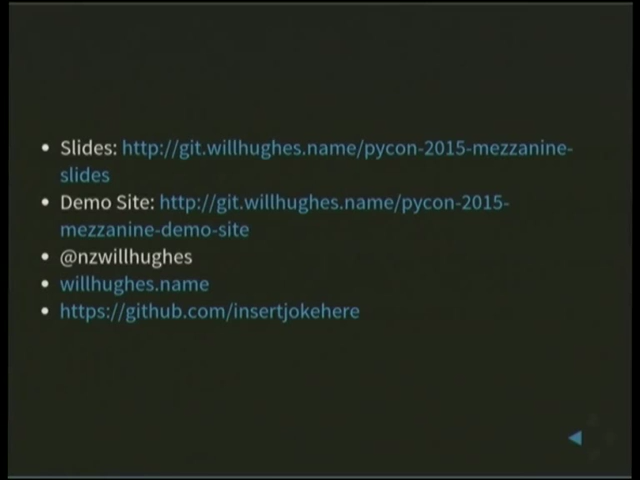 Slides: http://git.willhughes.name/pycon-2015-mezzanine-
slides
Demo Site: http://git.willhughes.name/pycon-2015-
mezzanine-demo-site
@nzwillhughes
willhughes.name
https://github.com/insertjokehere